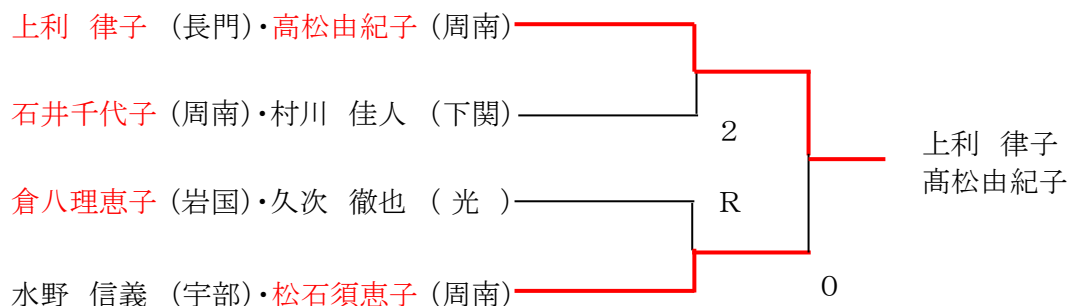 上利 律子 (長門)・高松由紀子 (周南)
石井千代子 (周南)・村川 佳人 (下関)
2
上利 律子
髙松由紀子
倉八理恵子 (岩国)・久次 徹也 ( 光 )
R
水野 信義 (宇部)・松石須恵子 (周南)
0